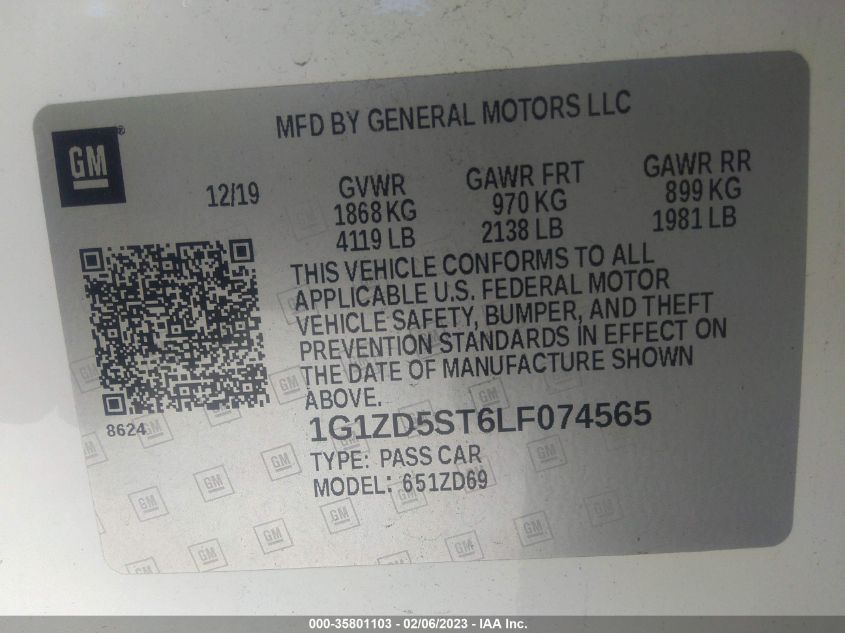 MFD BY GENERAL MOTORS LLC
GM®
12/19
GVWR
1868 KG
4119 LB
GAWR FRT
970 KG
2138 LB
GAWR RR
899 KG
1981 LB
THIS VEHICLE CONFORMS TO ALL
APPLICABLE U.S. FEDERAL MOTOR
VEHICLE SAFETY, BUMPER, AND THEFT
PREVENTION STANDARDS IN EFFECT ON
THE DATE OF MANUFACTURE SHOWN
ABOVE.
8624
1G1ZD5ST6LF074565
TYPE: PASS CAR
MODEL: 651ZD69
000-35801103 - 02/06/2023 - IAA Inc.